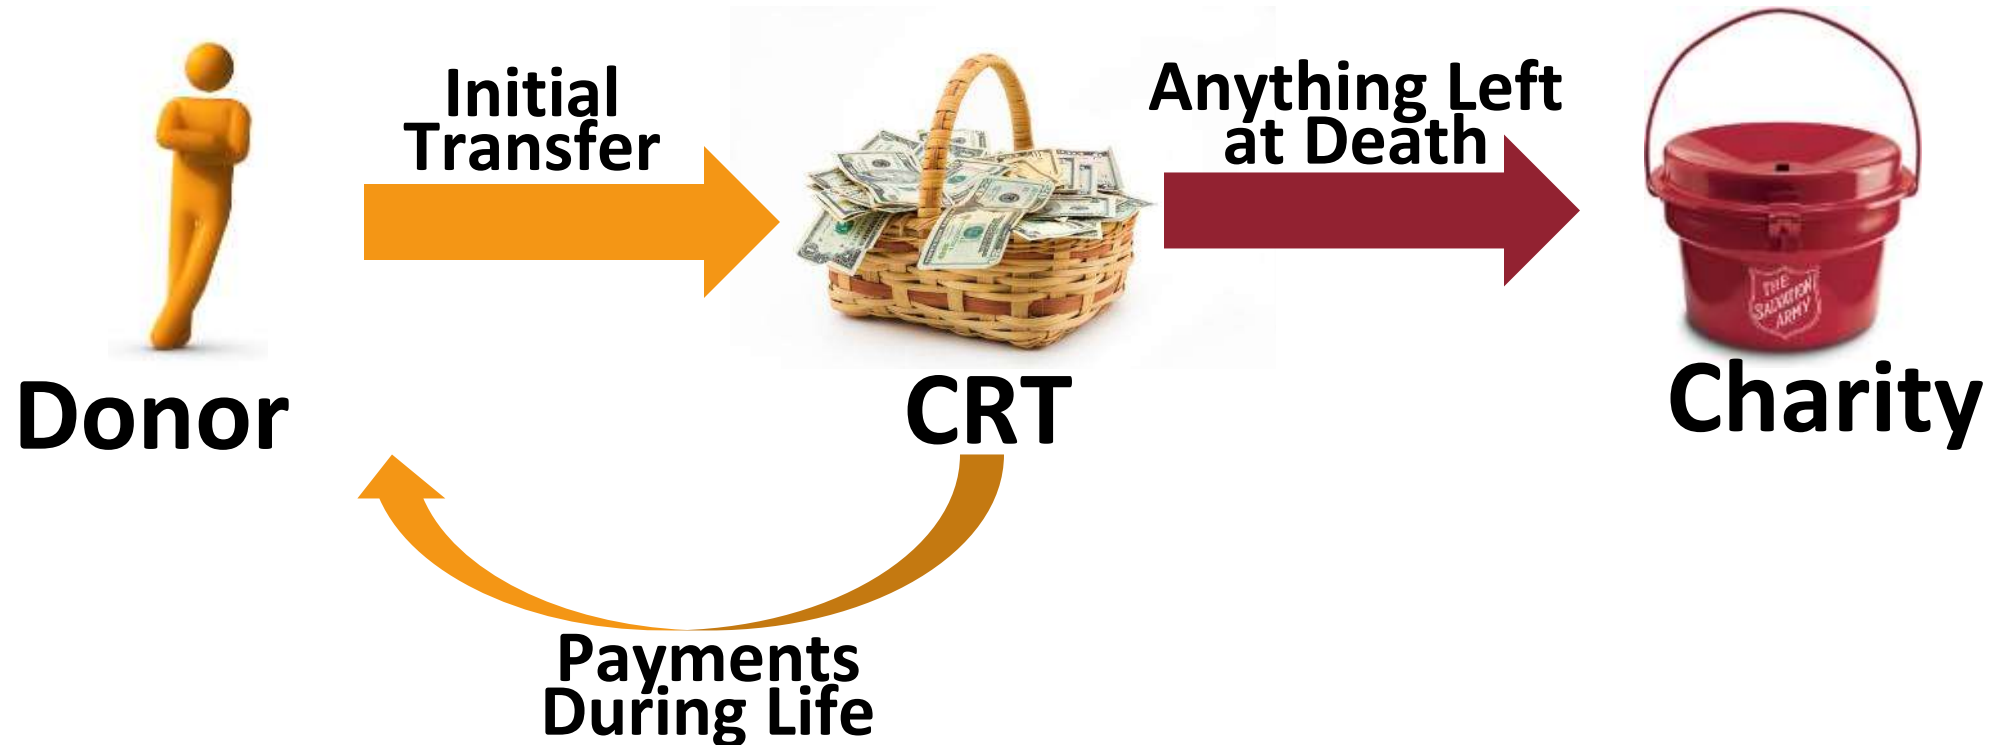 Initial
Transfer
Anything Left
at Death
THE
SALVATION
ARMY
Donor
CRT
Charity
Payments
During Life